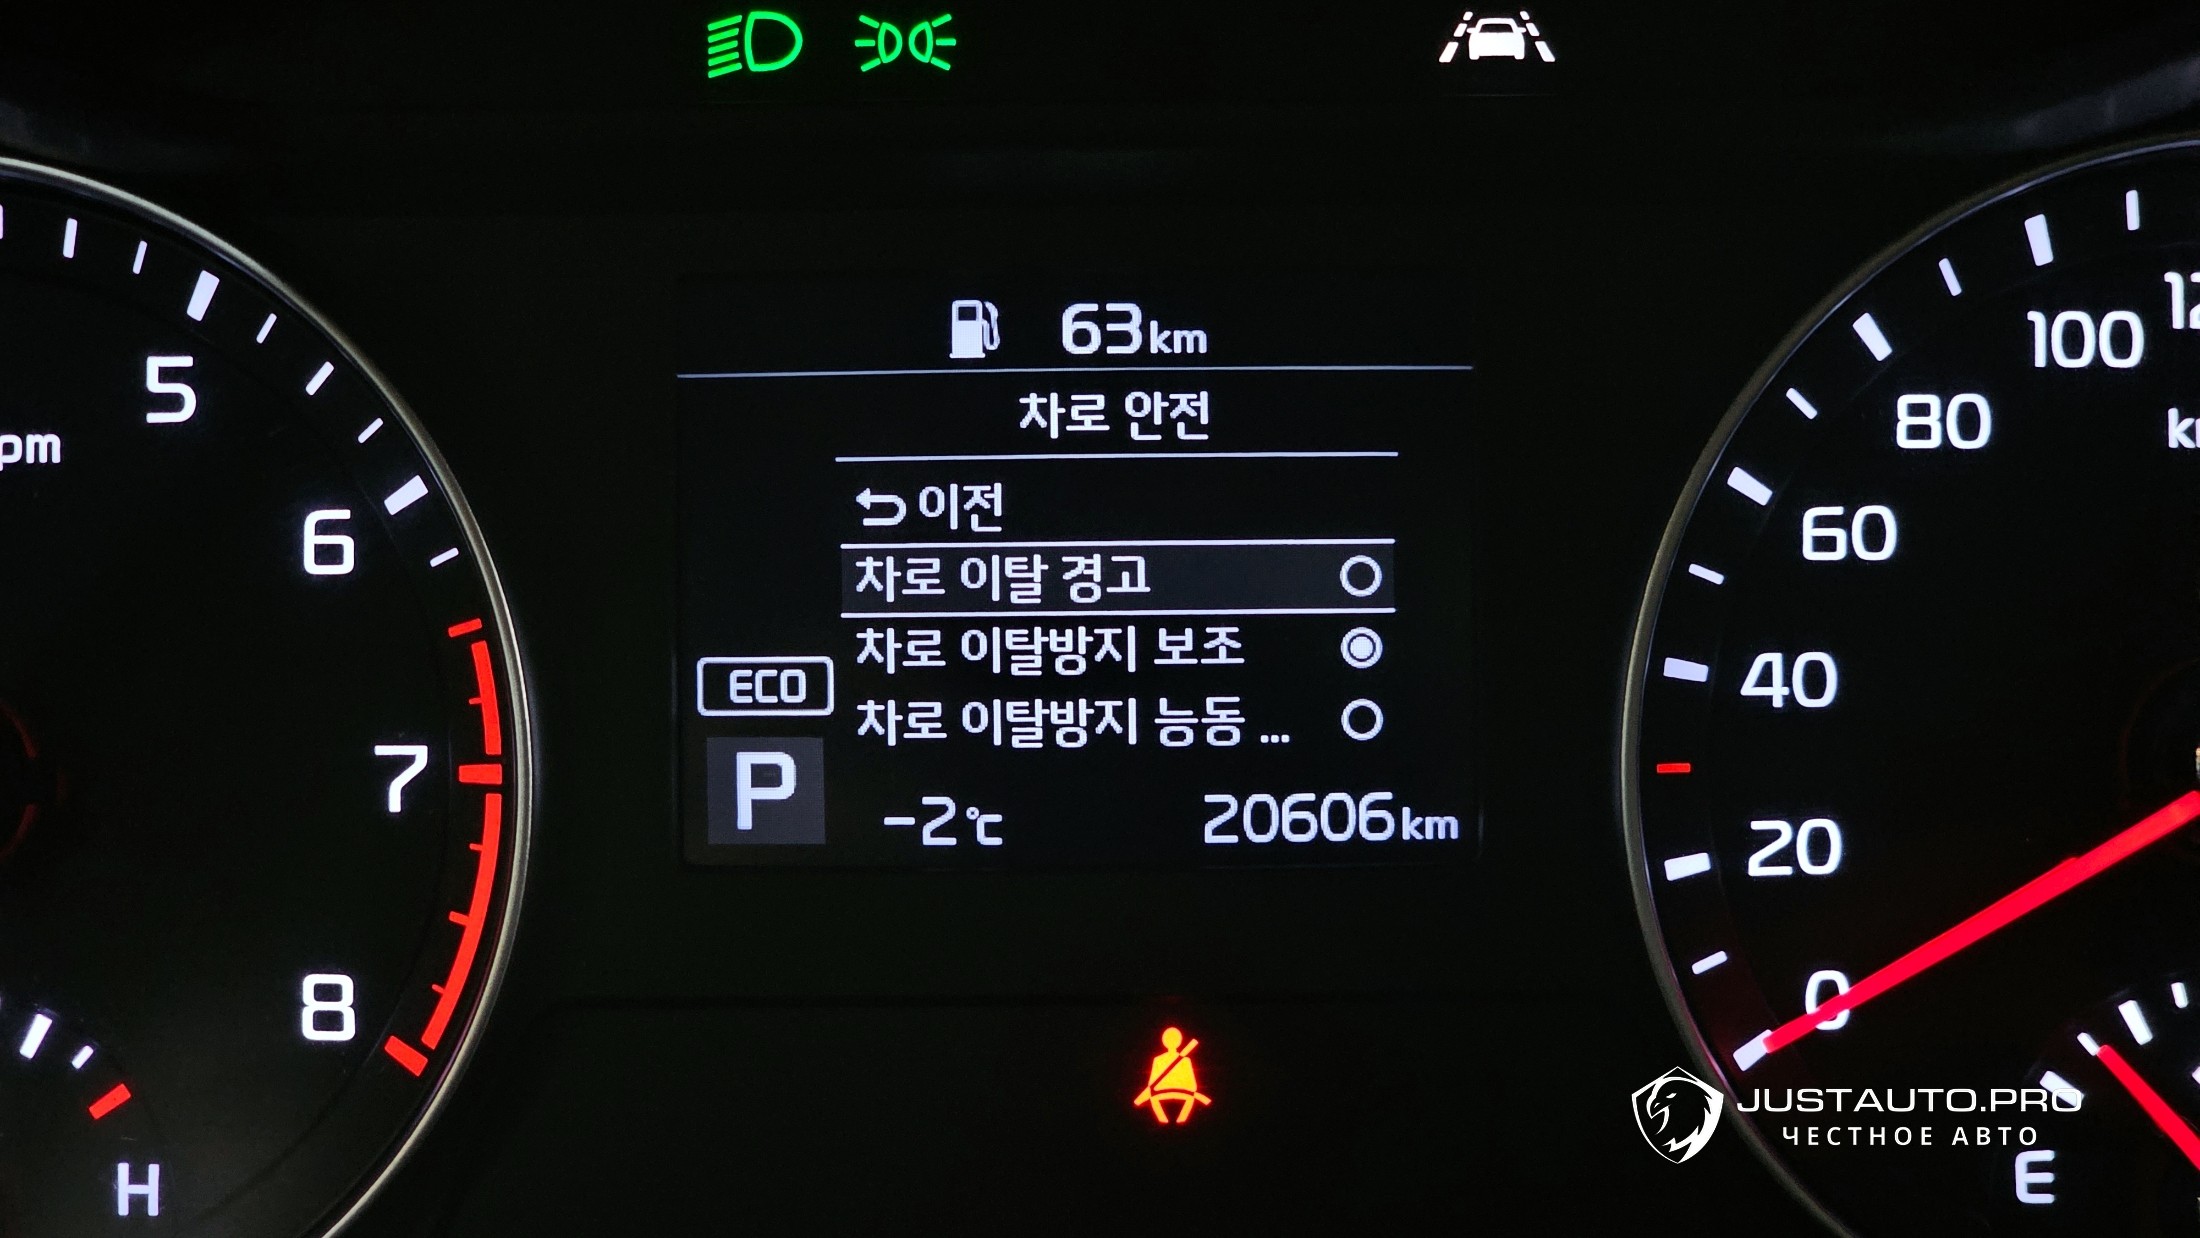 63km
차로 안전
이전
차로 이탈 경고
차로 이탈방지 보조
차로 이탈방지 능동 ...
ECO
P
-2℃
20606km
5
pm
6
7
8
H
100
80
60
40
20
0
E
JUSTAUTO.PRO
ЧЕСТНОЕ АВТО